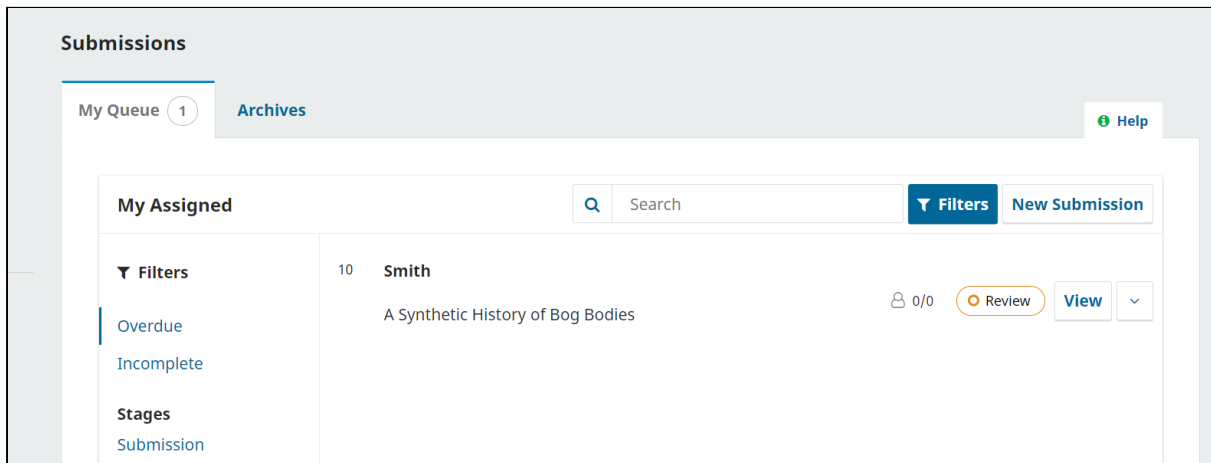 Submissions
My Queue 1 Archives
Help
My Assigned Search Filters New Submission
Filters
10 Smith
A Synthetic History of Bog Bodies
0/0 Review View
Overdue
Incomplete
Stages
Submission